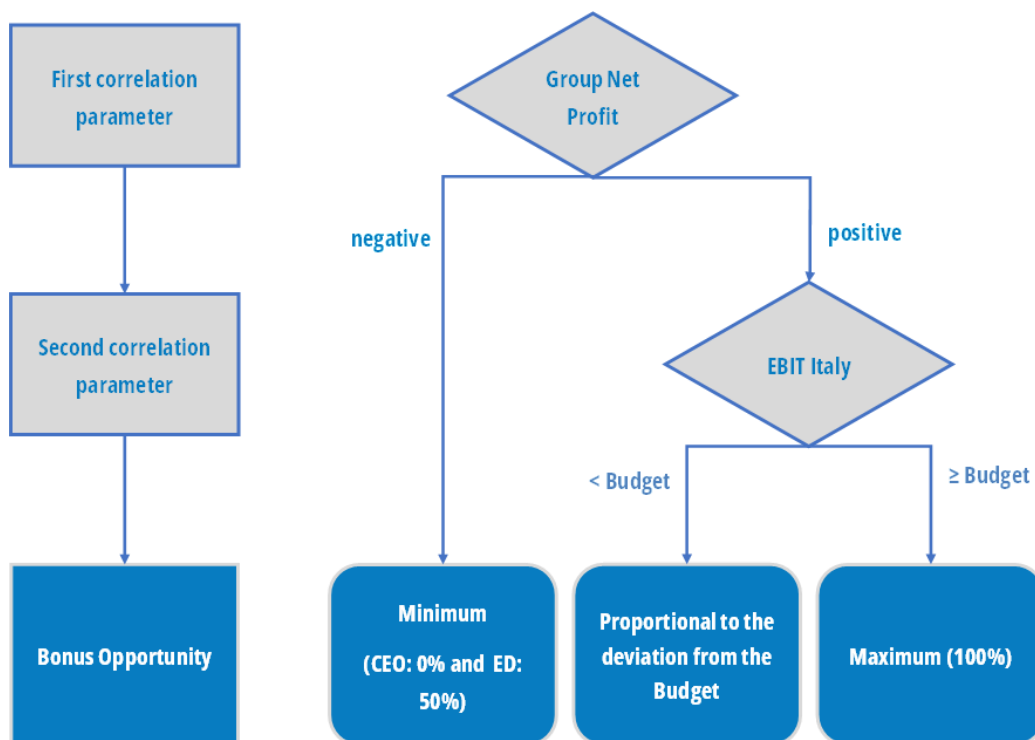 First correlation
parameter
Group Net
Profit
negative
positive
Second correlation
parameter
EBIT Italy
< Budget
≥ Budget
Bonus Opportunity
Minimum
(CEO: 0% and ED:
50%)
Proportional to the
deviation from the
Budget
Maximum (100%)